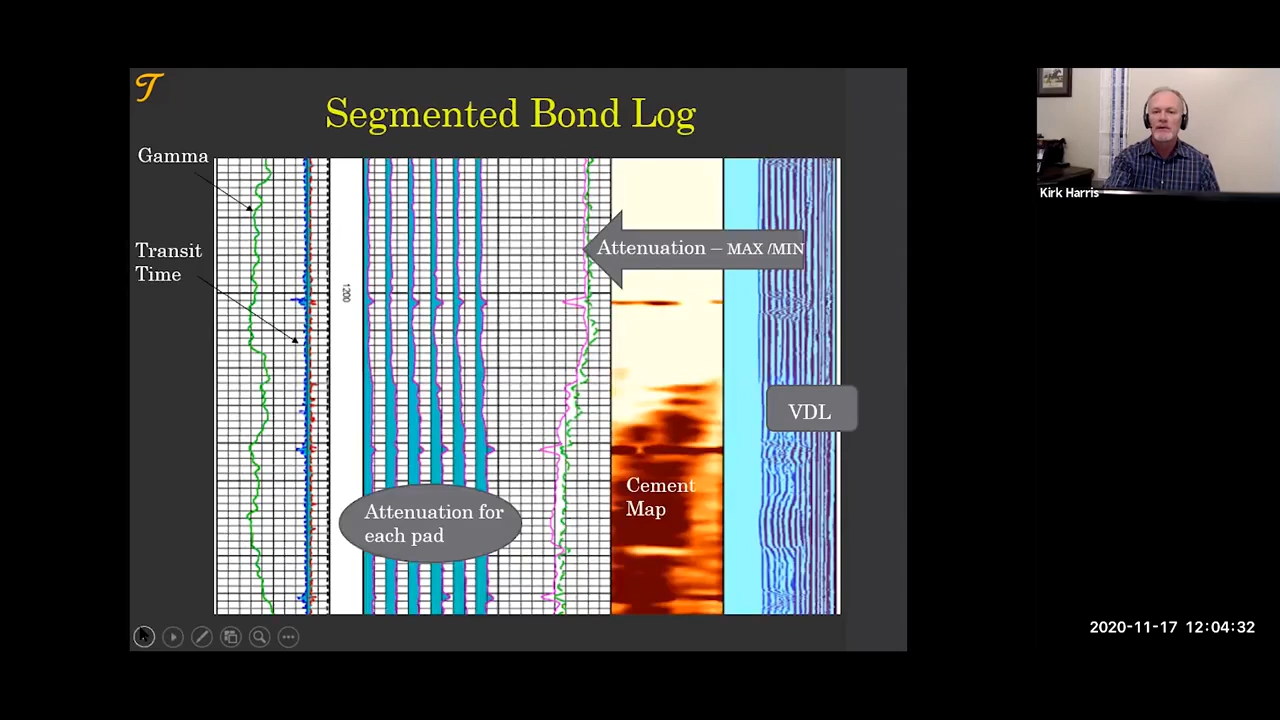 T
Segmented Bond Log
Gamma
Transit
Time
1200
Attenuation – MAX /MIN
VDL
Cement
Map
Attenuation for
each pad
Kirk Harris
2020-11-17 12:04:32